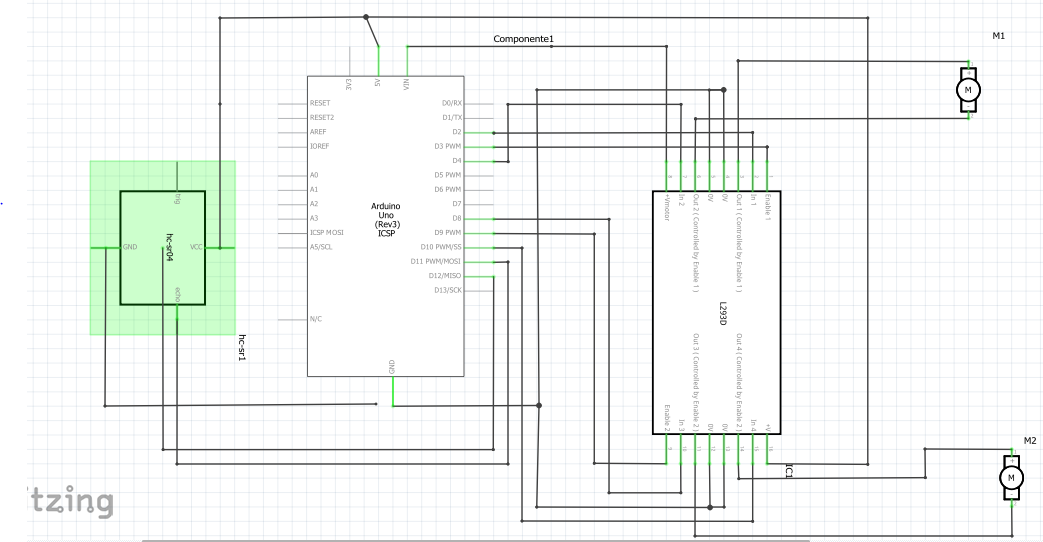 Componente1
M1
3V3
5V
VIN
RESET
RESET2
AREF
IOREF
A0
A1
A2
A3
ICSP MOSI
A5/SCL
N/C
Arduino
Uno
(Rev3)
ICSP
D0/RX
D1/TX
D2
D3 PWM
D4
D5 PWM
D6 PWM
D7
D8
D9 PWM
D10 PWM/SS
D11 PWM/MOSI
D12/MISO
D13/SCK
GND
trig
GND
hc-sr04
VCC
echo
hc-sr1
+Vmotor
In 2
Out 2 ( Controlled by Enable 1 )
0V
0V
Out 1 ( Controlled by Enable 1 )
In 1
Enable 1
L293D
Enable 2
In 3
Out 3 ( Controlled by Enable 2 )
0V
0V
Out 4 ( Controlled by Enable 2 )
In 4
+V
IC1
M
M2
M
tzing